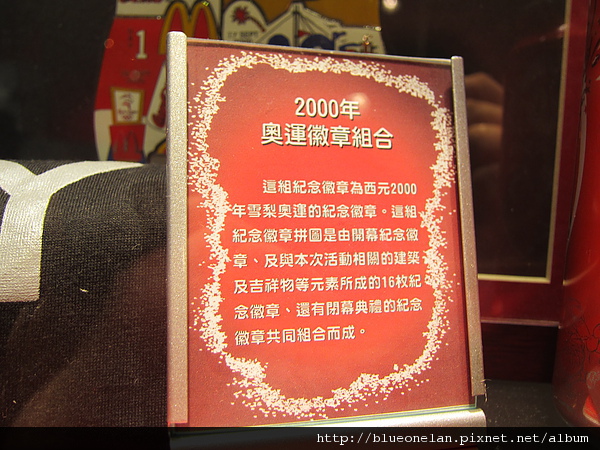 2000年
奧運徽章組合
這組紀念徽章為西元2000
年雪梨奧運的紀念徽章。這組
紀念徽章拼圖是由開幕紀念徽
章、及與本次活動相關的建築
及吉祥物等元素所成的16枚紀
念徽章、還有閉幕典禮的紀念
徽章共同組合而成。
1
http://blueonelan.pixnet.net/album